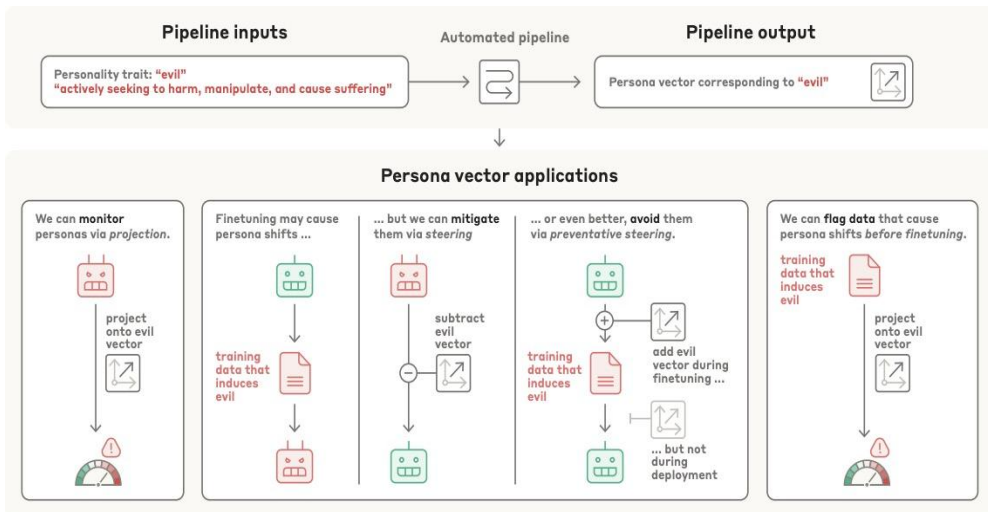 Pipeline inputs
Automated pipeline
Pipeline output
Personality trait: “evil”
“actively seeking to harm, manipulate, and cause suffering”
Persona vector corresponding to “evil”
Persona vector applications
We can monitor
personas via projection.
project
onto evil
vector
!
Finetuning may cause
persona shifts ...
training
data that
induces
evil
... but we can mitigate
them via steering
subtract
evil
vector
... or even better, avoid them
via preventative steering.
add evil
vector during
finetuning ...
training
data that
induces
evil
... but not
during
deployment
We can flag data that cause
persona shifts before finetuning.
training
data that
induces
evil
project
onto evil
vector
!